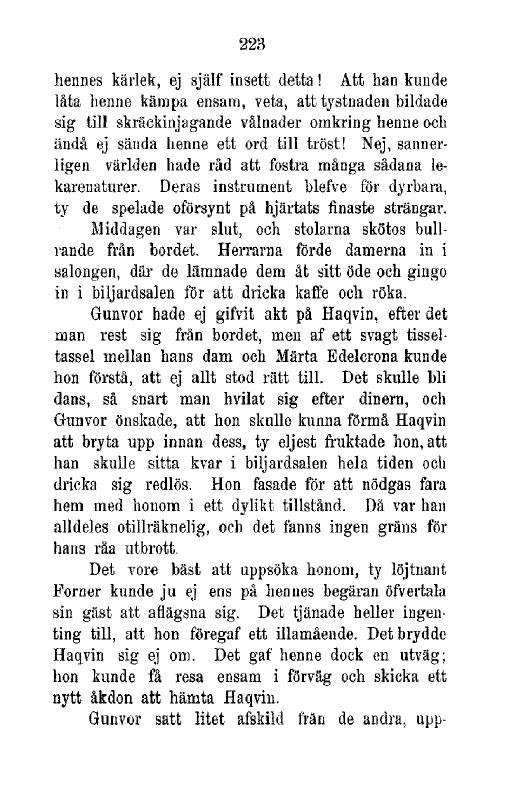 223
hennes kärlek, ej själf insett detta! Att han kunde
låta henne kämpa ensam, veta, att tystnaden bildade
sig till skräckinjagande vålnader omkring henne och
ändå ej sända henne ett ord till tröst! Nej, sanner-
ligen världen hade råd att fostra många sådana le-
karenaturer. Deras instrument blefve för dyrbara,
ty de spelade oförsynt på hjärtats finaste strängar.
Middagen var slut, och stolarna skötos bull-
rande från bordet. Herrarna förde damerna in i
salongen, där de lämnade dem åt sitt öde och gingo
in i biljardsalen för att dricka kaffe och röka.
Gunvor hade ej gifvit akt på Haqvin, efter det
man rest sig från bordet, men af ett svagt tissel-
tassel mellan hans dam och Märta Edelcrona kunde
hon förstå, att ej allt stod rätt till. Det skulle bli
dans, så snart man hvilat sig efter dinern, och
Gunvor önskade, att hon skulle kunna förmå Haqvin
att bryta upp innan dess, ty eljest fruktade hon, att
han skulle sitta kvar i biljardsalen hela tiden och
dricka sig redlös. Hon fasade för att nödgas fara
hem med honom i ett dylikt tillstånd. Då var han
alldeles otillräknelig, och det fanns ingen gräns för
hans råa utbrott.
Det vore bäst att uppsöka honom, ty löjtnant
Forner kunde ju ej ens på hennes begäran öfvertala
sin gäst att aflägsna sig. Det tjänade heller ingen-
ting till, att hon föregaf ett illamående. Det brydde
Haqvin sig ej om. Det gaf henne dock en utväg;
hon kunde få resa ensam i förväg och skicka ett
nytt åkdon att hämta Haqvin.
Gunvor satt litet afskild från de andra, upp-